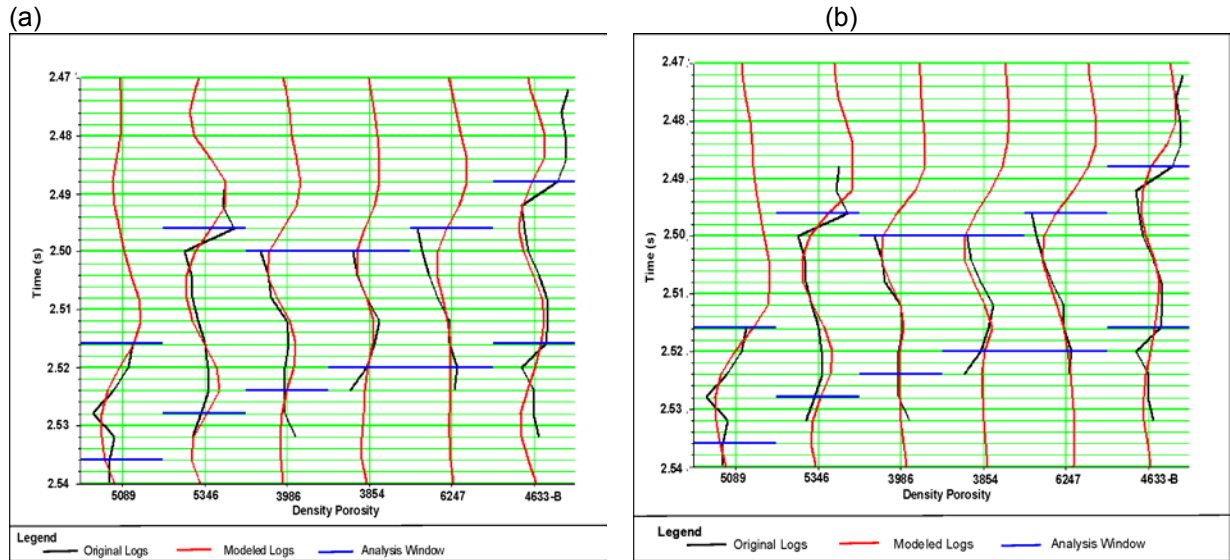 (a)
2.47
2.48
2.49
2.50
2.51
2.52
2.53
2.54
Time (s)
5089 5346 3986 3854 6247 4633-B
Density Porosity
Legend
Original Logs Modeled Logs Analysis Window
(b)
2.47
2.48
2.49
2.50
2.51
2.52
2.53
2.54
Time (s)
5089 5346 3986 3854 6247 4633-B
Density Porosity
Legend
Original Logs Modeled Logs Analysis Window